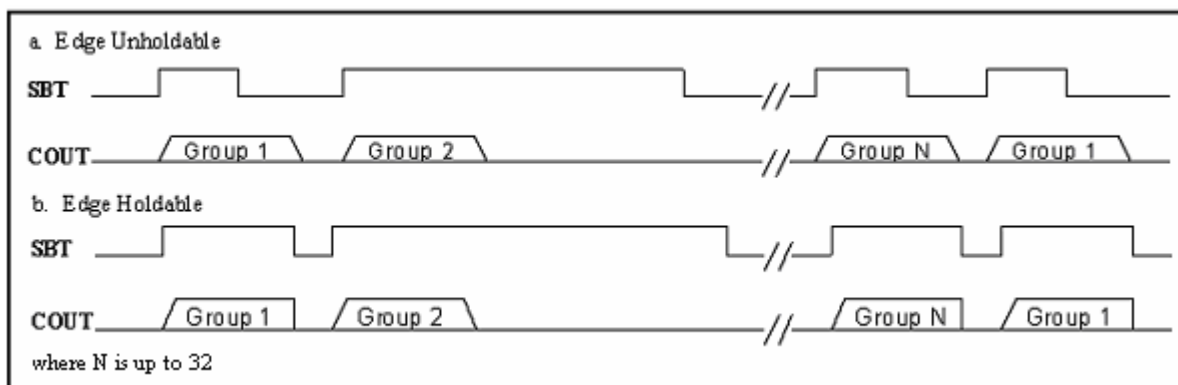 a. Edge Unholdable
SBT
COUT Group 1 Group 2 Group N Group 1
b. Edge Holdable
SBT
COUT Group 1 Group 2 Group N Group 1
where N is up to 32